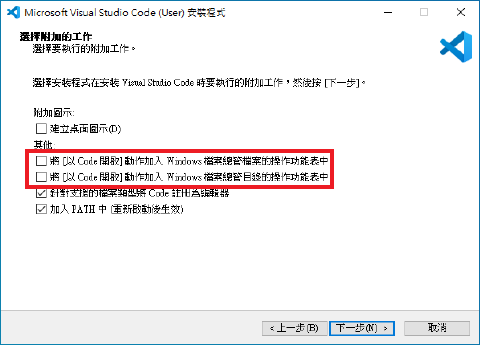 Microsoft Visual Studio Code (User) 安裝程式
選擇附加的工作
選擇要執行的附加工作。
選擇安裝程式在安裝 Visual Studio Code 時要執行的附加工作，然後按 [下一步]。
附加圖示:
建立桌面圖示(D)
其他:
將 [以 Code 開啟] 動作加入 Windows 檔案總管檔案的操作功能表中
將 [以 Code 開啟] 動作加入 Windows 檔案總管目錄的操作功能表中
針對支援的檔案類型將 Code 註冊為編輯器
加入 PATH 中 (重新啟動後生效)
< 上一步(B) 下一步(N) > 取消